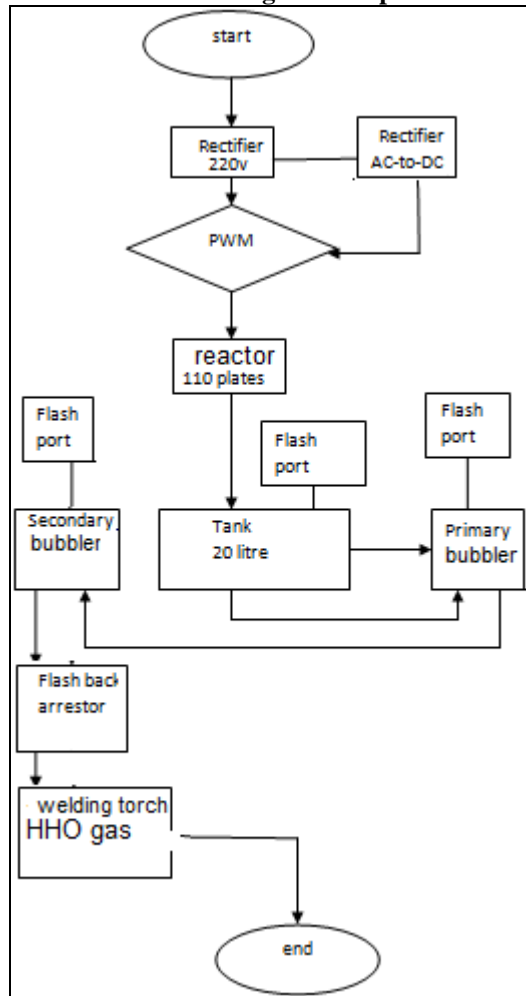 start
Rectifier
220v
Rectifier
AC-to-DC
PWM
reactor
110 plates
Flash
port
Flash
port
Flash
port
Secondary
bubbler
Tank
20 litre
Primary
bubbler
Flash back
arrestor
welding torch
HHO gas
end